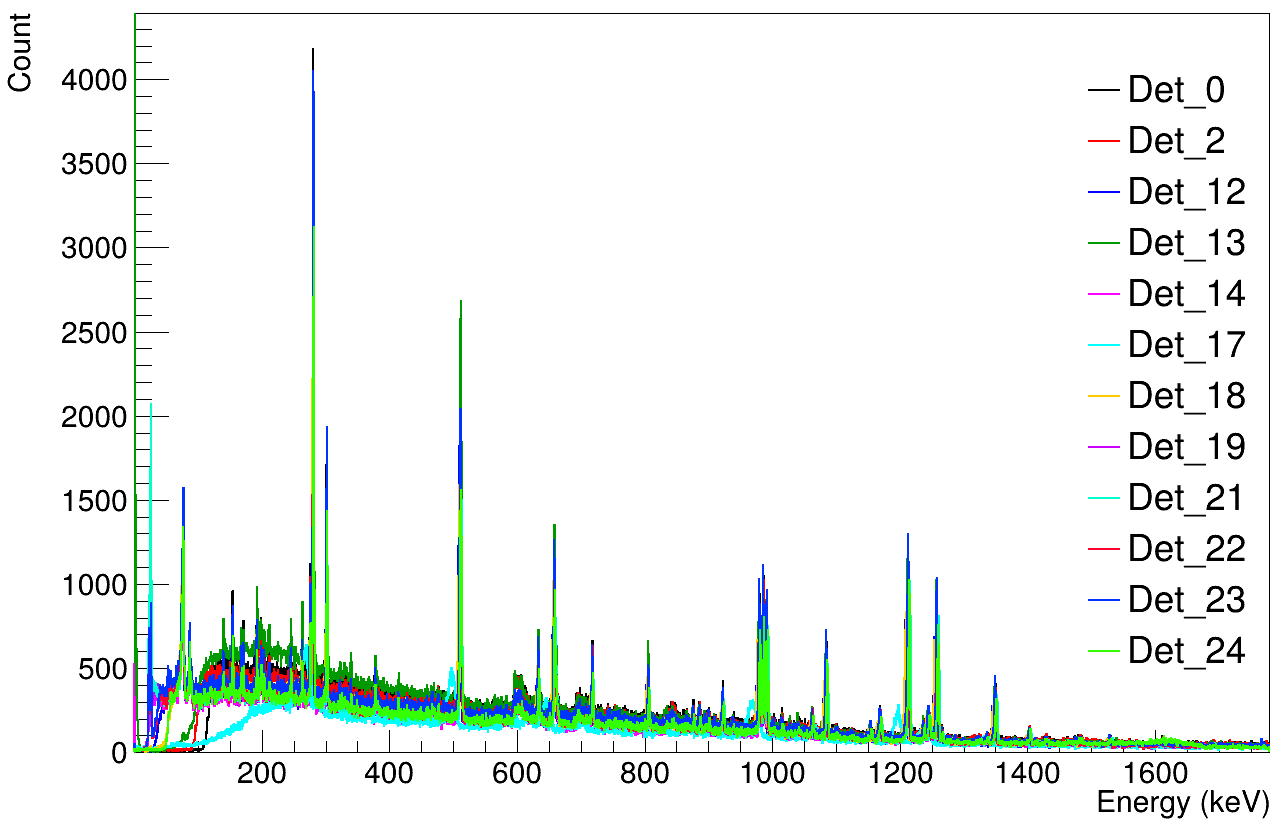 Count
4000
3500
3000
2500
2000
1500
1000
500
0
200 400 600 800 1000 1200 1400 1600
Energy (keV)
Det_0
Det_2
Det_12
Det_13
Det_14
Det_17
Det_18
Det_19
Det_21
Det_22
Det_23
Det_24